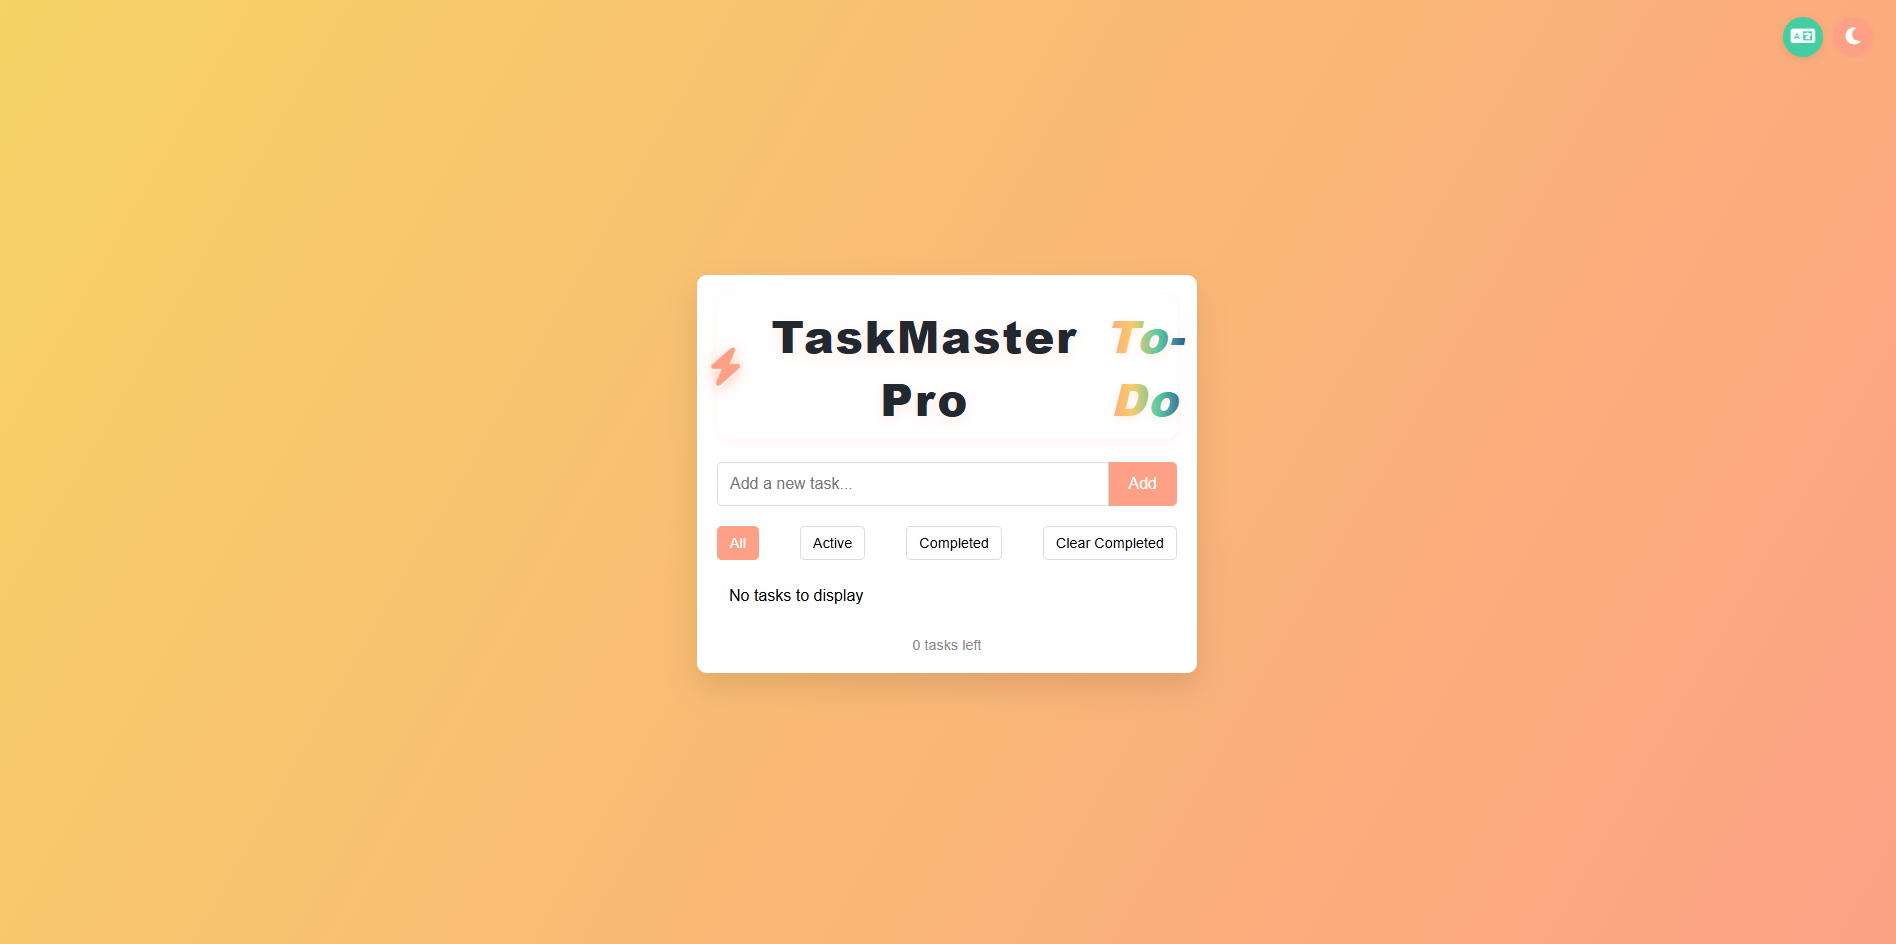 TaskMaster To-
Pro Do
Add a new task...
Add
All
Active
Completed
Clear Completed
No tasks to display
0 tasks left